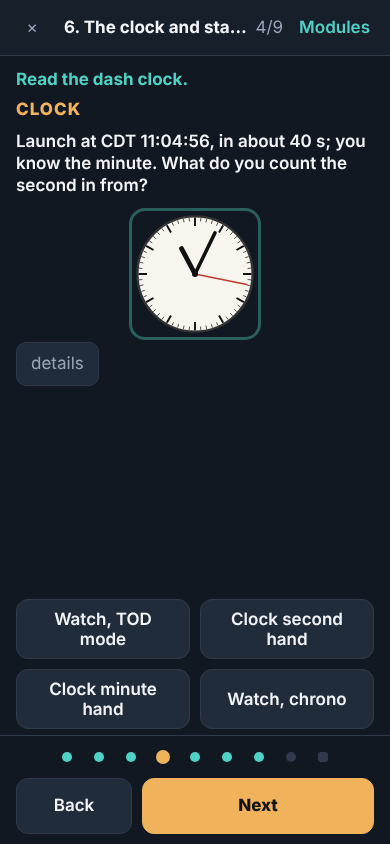 × 6. The clock and sta... 4/9 Modules
Read the dash clock.
CLOCK
Launch at CDT 11:04:56, in about 40 s; you
know the minute. What do you count the
second in from?
details
Watch, TOD
mode
Clock second
hand
Clock minute
hand
Watch, chrono
Back
Next